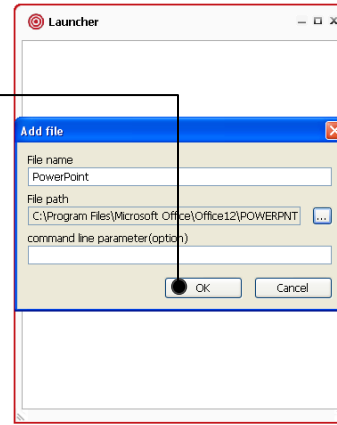 Launcher
Add file
File name
PowerPoint
File path
C:\Program Files\Microsoft Office\Office12\POWERPNT
...
command line parameter(option)
OK
Cancel